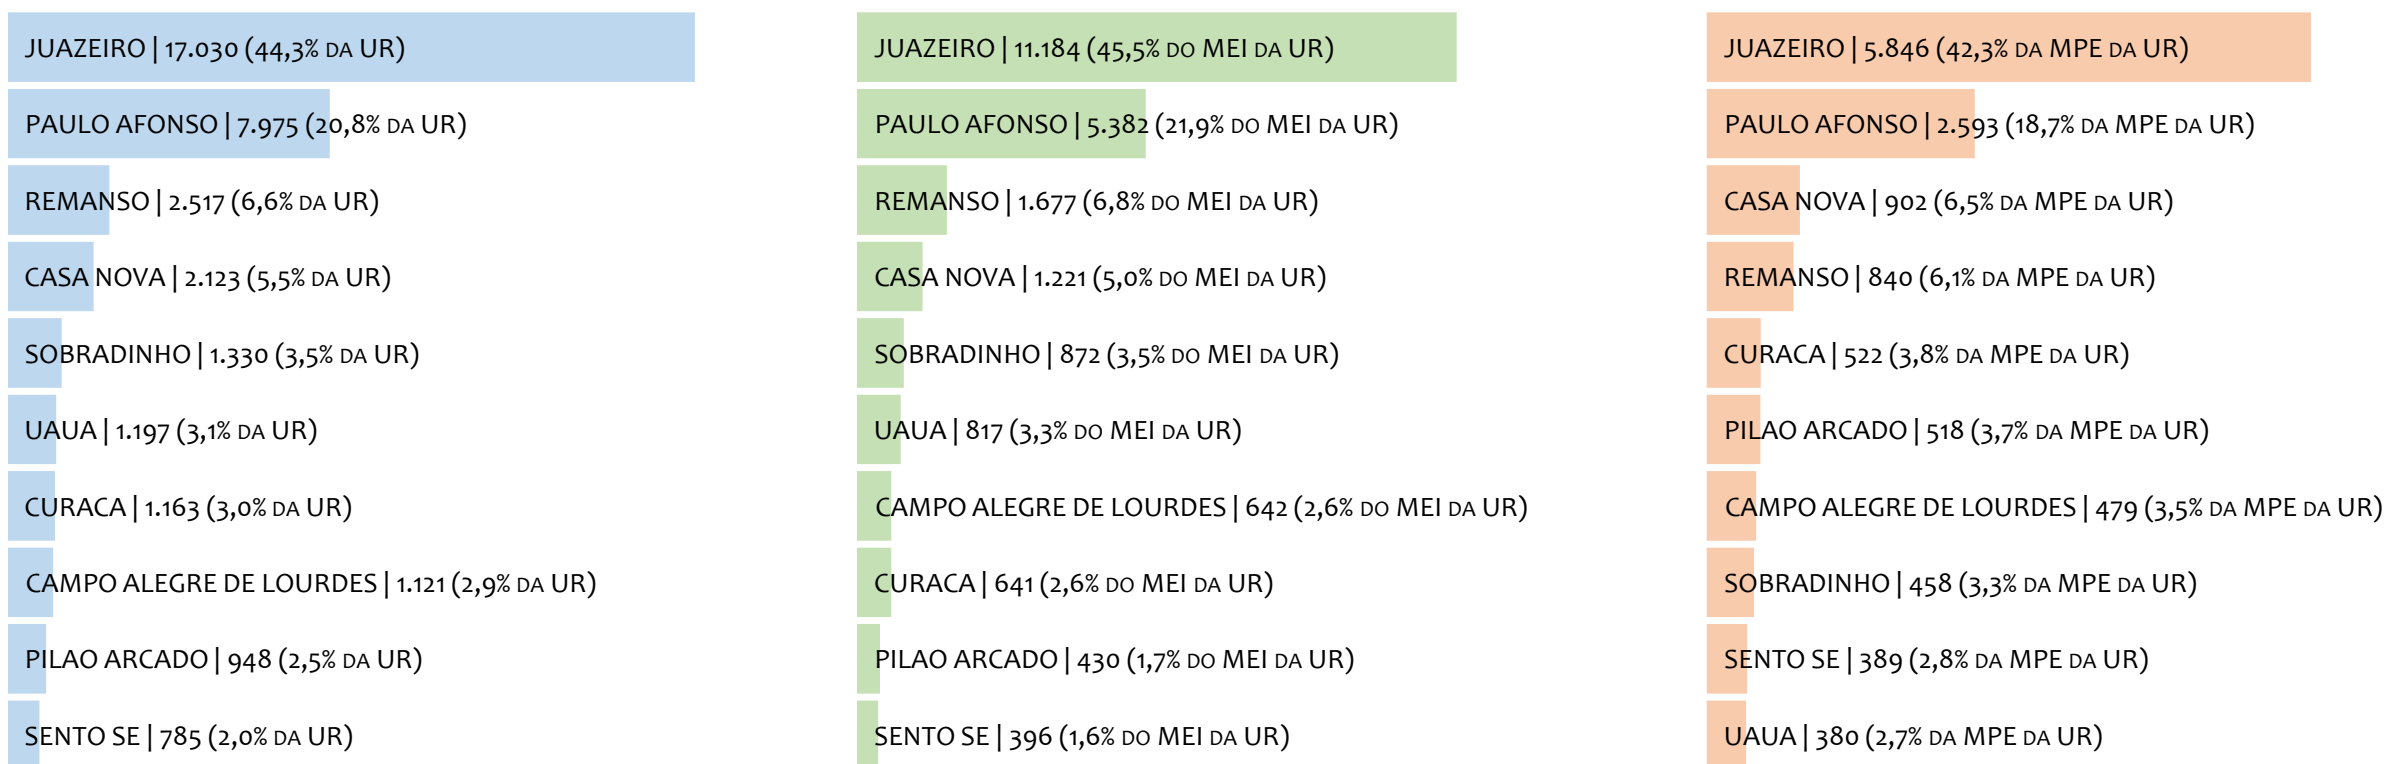 JUAZEIRO | 17.030 (44,3% DA UR)
PAULO AFONSO | 7.975 (20,8% DA UR)
REMANSO | 2.517 (6,6% DA UR)
CASA NOVA | 2.123 (5,5% DA UR)
SOBRADINHO | 1.330 (3,5% DA UR)
UAUA | 1.197 (3,1% DA UR)
CURACA | 1.163 (3,0% DA UR)
CAMPO ALEGRE DE LOURDES | 1.121 (2,9% DA UR)
PILAO ARCADO | 948 (2,5% DA UR)
SENTO SE | 785 (2,0% DA UR)
JUAZEIRO | 11.184 (45,5% DO MEI DA UR)
PAULO AFONSO | 5.382 (21,9% DO MEI DA UR)
REMANSO | 1.677 (6,8% DO MEI DA UR)
CASA NOVA | 1.221 (5,0% DO MEI DA UR)
SOBRADINHO | 872 (3,5% DO MEI DA UR)
UAUA | 817 (3,3% DO MEI DA UR)
CAMPO ALEGRE DE LOURDES | 642 (2,6% DO MEI DA UR)
CURACA | 641 (2,6% DO MEI DA UR)
PILAO ARCADO | 430 (1,7% DO MEI DA UR)
SENTO SE | 396 (1,6% DO MEI DA UR)
JUAZEIRO | 5.846 (42,3% DA MPE DA UR)
PAULO AFONSO | 2.593 (18,7% DA MPE DA UR)
CASA NOVA | 902 (6,5% DA MPE DA UR)
REMANSO | 840 (6,1% DA MPE DA UR)
CURACA | 522 (3,8% DA MPE DA UR)
PILAO ARCADO | 518 (3,7% DA MPE DA UR)
CAMPO ALEGRE DE LOURDES | 479 (3,5% DA MPE DA UR)
SOBRADINHO | 458 (3,3% DA MPE DA UR)
SENTO SE | 389 (2,8% DA MPE DA UR)
UAUA | 380 (2,7% DA MPE DA UR)